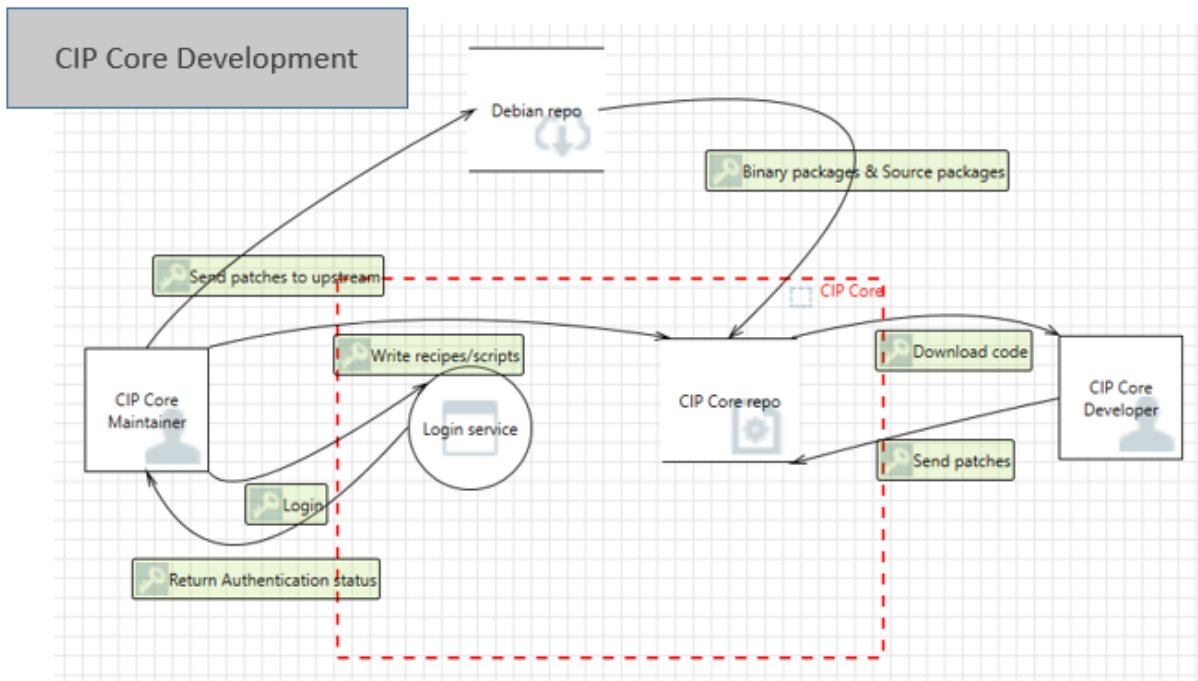 CIP Core Development
Debian repo
Binary packages & Source packages
Send patches to upstream
CIP Core
Write recipes/scripts
Download code
CIP Core
Maintainer
Login service
CIP Core repo
CIP Core
Developer
Send patches
Login
Return Authentication status